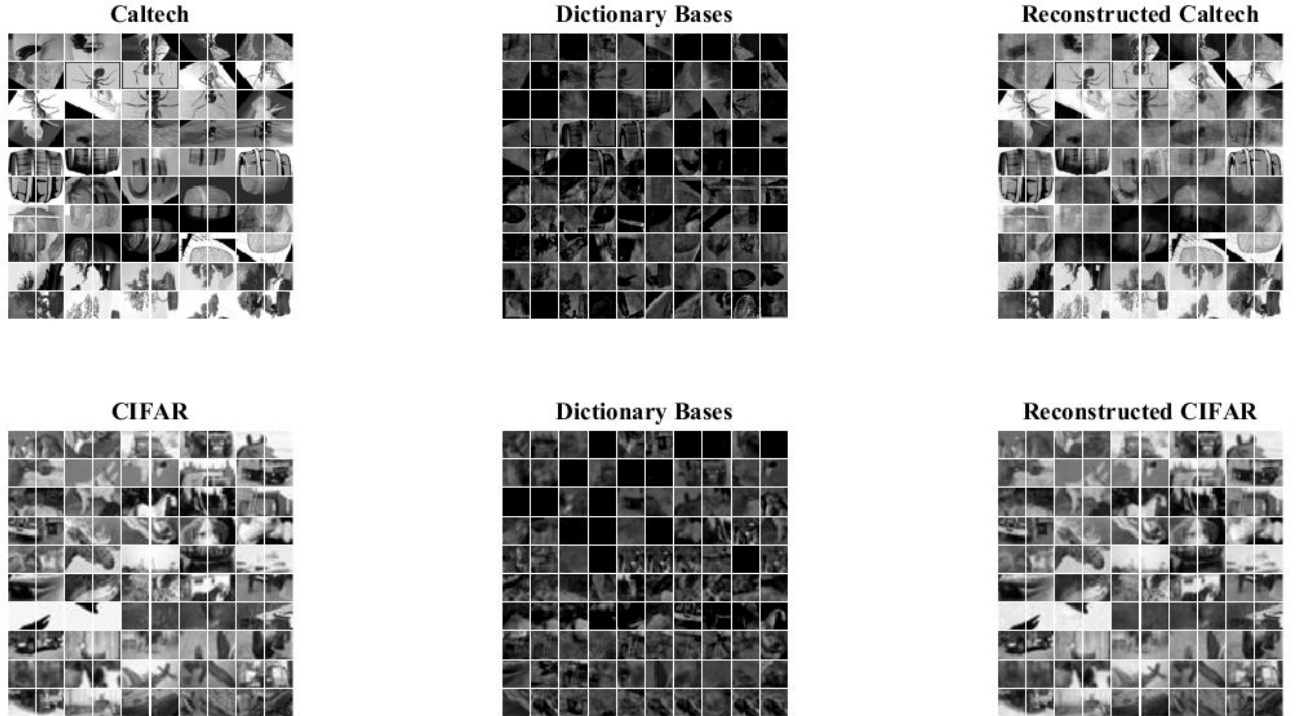 Caltech
Dictionary Bases
Reconstructed Caltech
CIFAR
Dictionary Bases
Reconstructed CIFAR